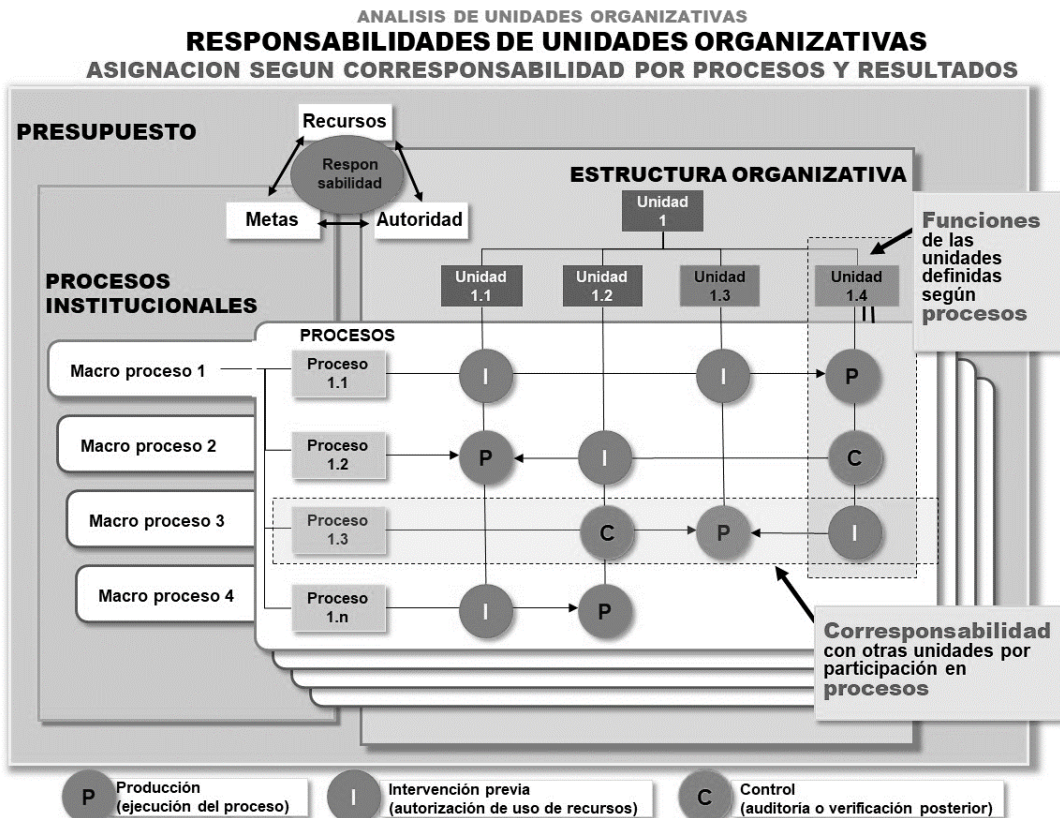 ANALISIS DE UNIDADES ORGANIZATIVAS
RESPONSABILIDADES DE UNIDADES ORGANIZATIVAS
ASIGNACION SEGUN CORRESPONSABILIDAD POR PROCESOS Y RESULTADOS
PRESUPUESTO
Recursos
Respon
sabilidad
Metas
Autoridad
ESTRUCTURA ORGANIZATIVA
Unidad
1
Unidad
1.1
Unidad
1.2
Unidad
1.3
Unidad
1.4
Funciones
de las
unidades
definidas
según
procesos
PROCESOS
INSTITUCIONALES
PROCESOS
Macro proceso 1
Proceso
1.1
I
I
P
Macro proceso 2
Proceso
1.2
P
I
C
Macro proceso 3
Proceso
1.3
C
P
I
Macro proceso 4
Proceso
1.n
I
P
Corresponsabilidad
con otras unidades por
participación en
procesos
P
Producción
(ejecución del proceso)
I
Intervención previa
(autorización de uso de recursos)
C
Control
(auditoría o verificación posterior)